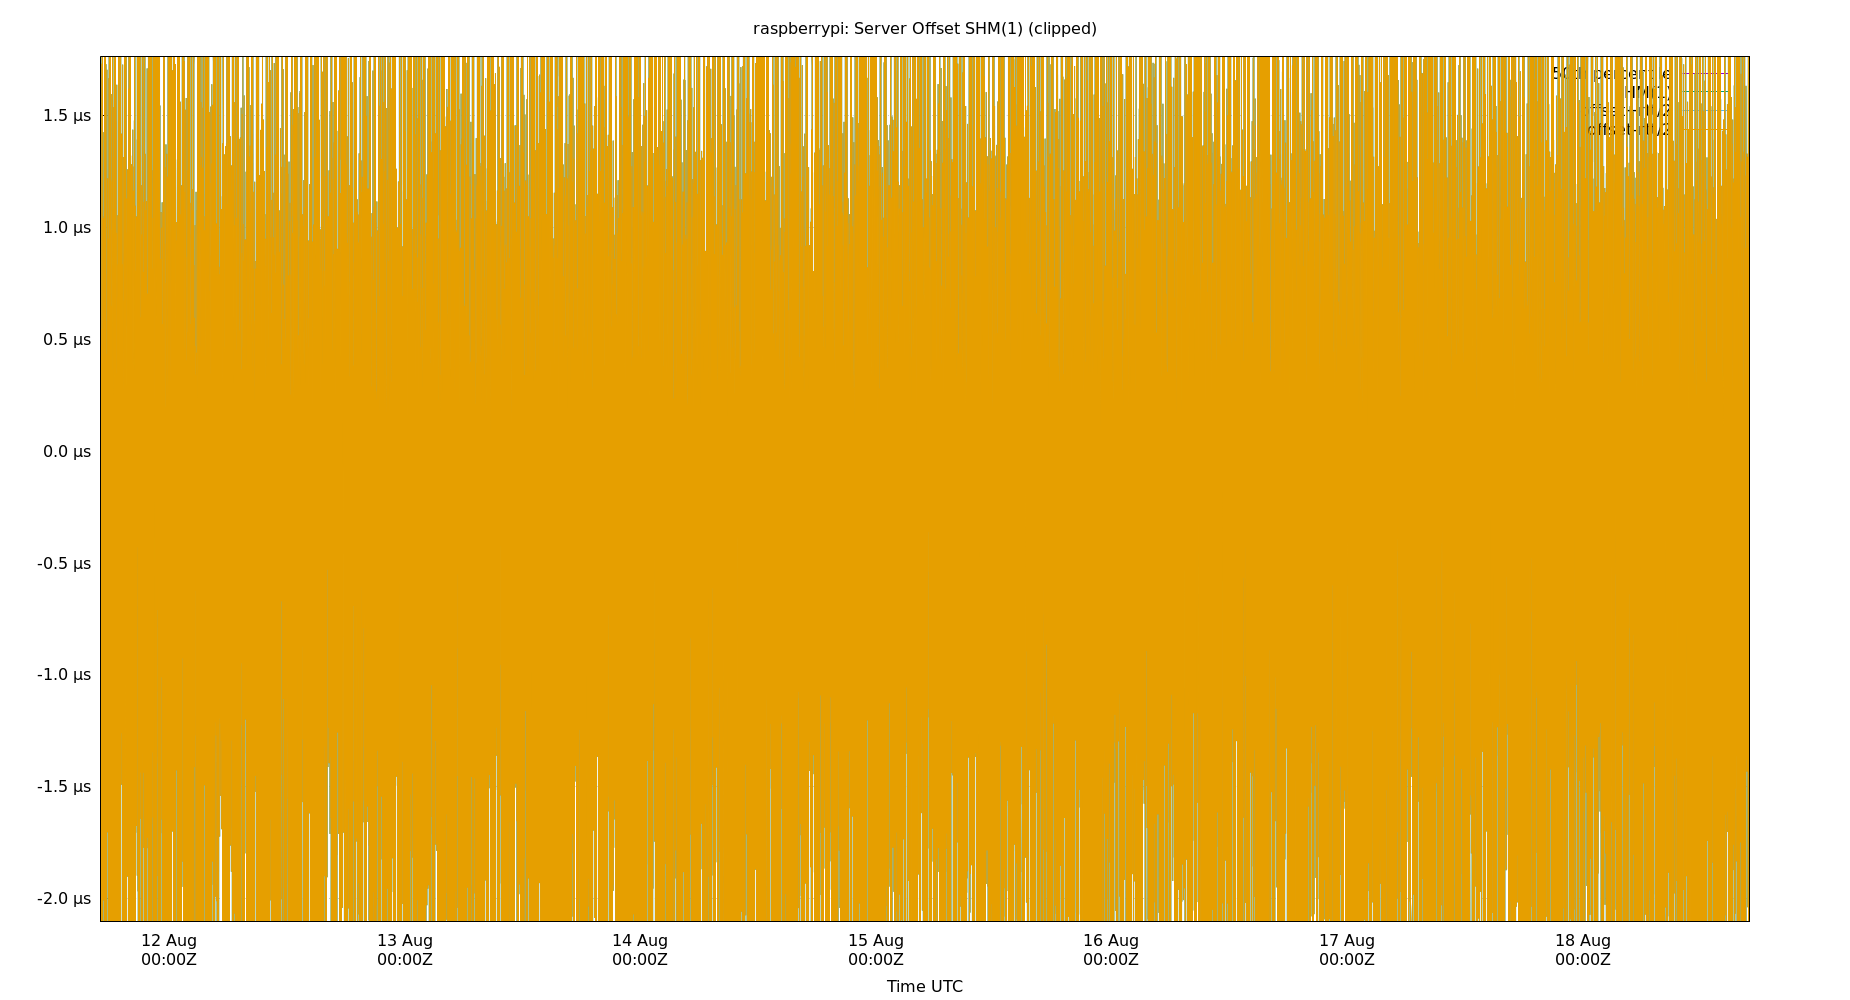 raspberrypi: Server Offset SHM(1) (clipped)
1.5 µs
1.0 µs
0.5 µs
0.0 µs
-0.5 µs
-1.0 µs
-1.5 µs
-2.0 µs
12 Aug 13 Aug 14 Aug 15 Aug 16 Aug 17 Aug 18 Aug
00:00Z 00:00Z 00:00Z 00:00Z 00:00Z 00:00Z 00:00Z
Time UTC